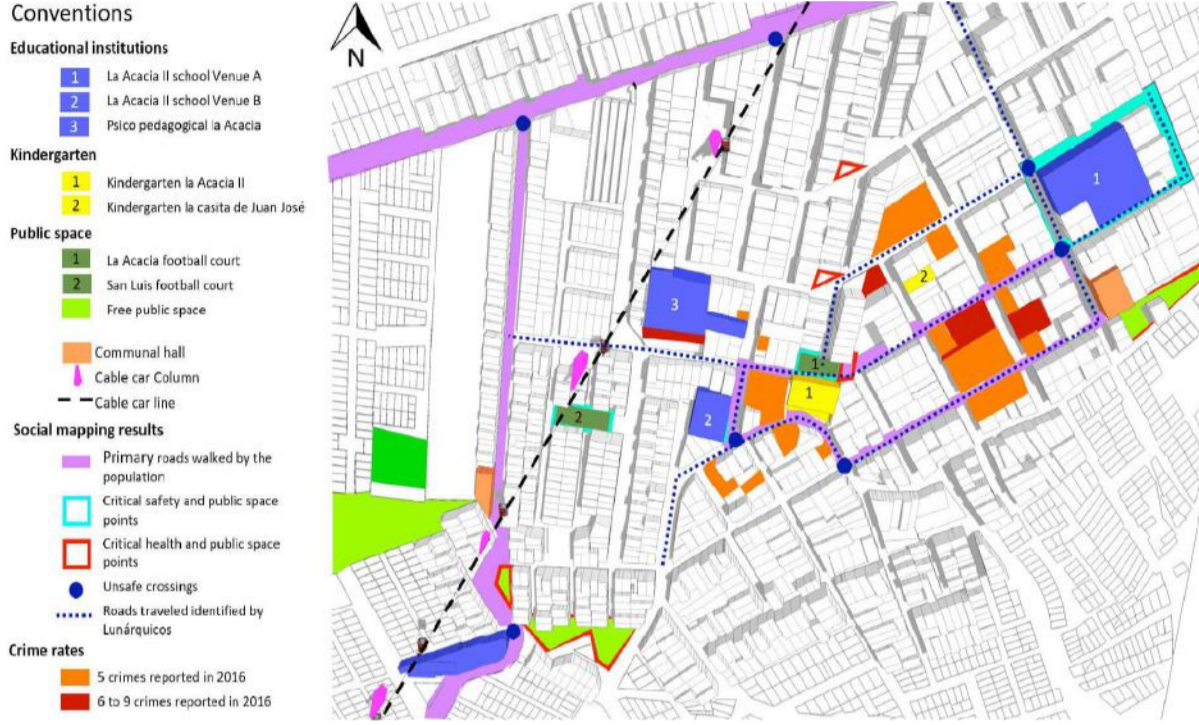 Conventions
Educational institutions
1 La Acacia II school Venue A
2 La Acacia II school Venue B
3 Psico pedagogical la Acacia
Kindergarten
1 Kindergarten la Acacia II
2 Kindergarten la casita de Juan José
Public space
1 La Acacia football court
2 San Luis football court
Free public space
Communal hall
Cable car Column
Cable car line
Social mapping results
Primary roads walked by the
population
Critical safety and public space
points
Critical health and public space
points
Unsafe crossings
Roads traveled identified by
Lunárquicos
Crime rates
5 crimes reported in 2016
6 to 9 crimes reported in 2016
N
1
2
3
1
2
1
2